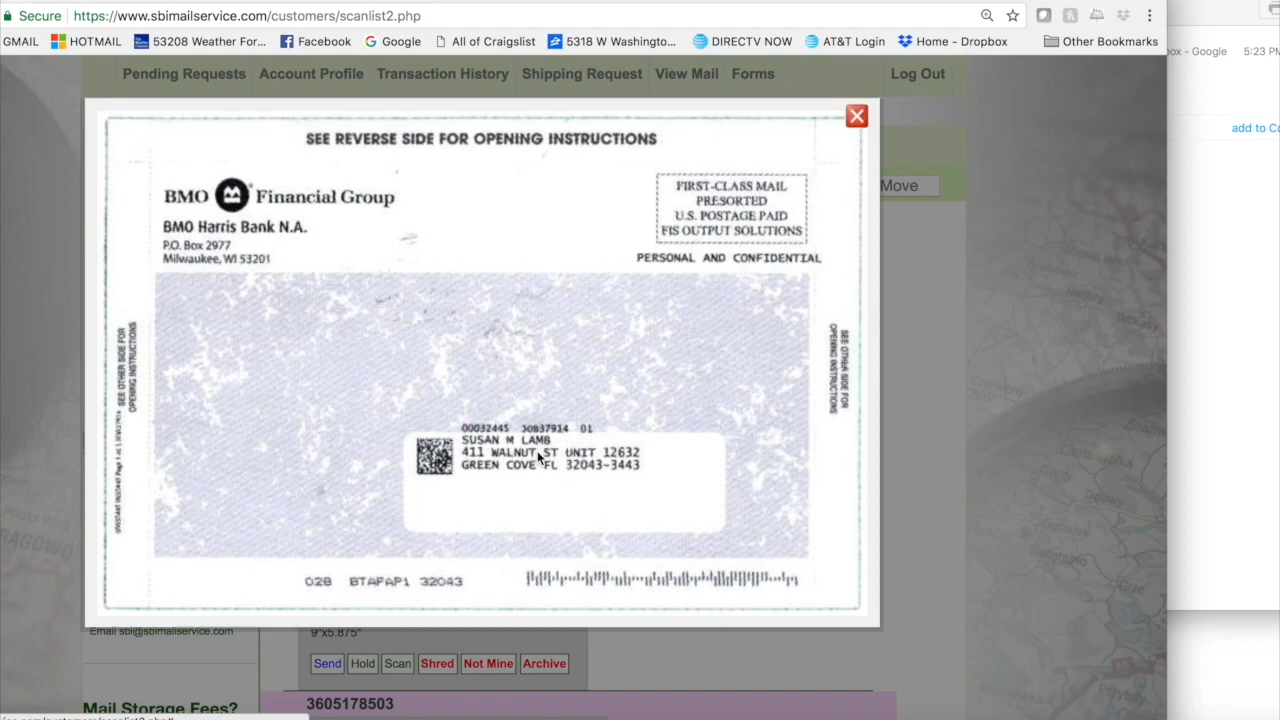 Secure https://www.sbimailservice.com/customers/scanlist2.php
GMAIL HOTMAIL 53208 Weather For... Facebook Google All of Craigslist 5318 W Washingto... DIRECTV NOW AT&T Login Home - Dropbox Other Bookmarks
- Google 5:23 PM
Pending Requests Account Profile Transaction History Shipping Request View Mail Forms Log Out
add to Co
SEE REVERSE SIDE FOR OPENING INSTRUCTIONS
Move
BMO Financial Group
BMO Harris Bank N.A.
P.O. Box 2977
Milwaukee, WI 53201
FIRST-CLASS MAIL
PRESORTED
U.S. POSTAGE PAID
FIS OUTPUT SOLUTIONS
PERSONAL AND CONFIDENTIAL
SEE OTHER SIDE FOR
OPENING INSTRUCTIONS
SEE OTHER SIDE FOR
OPENING INSTRUCTIONS
00032445 JOB37914 01
SUSAN M LAMB
411 WALNUT ST UNIT 12632
GREEN COVE FL 32043-3443
028 BTAFAP1 32043
Email sbi@sbimailservice.com
9"x5.875"
Send Hold Scan Shred Not Mine Archive
Mail Storage Fees?
3605178503